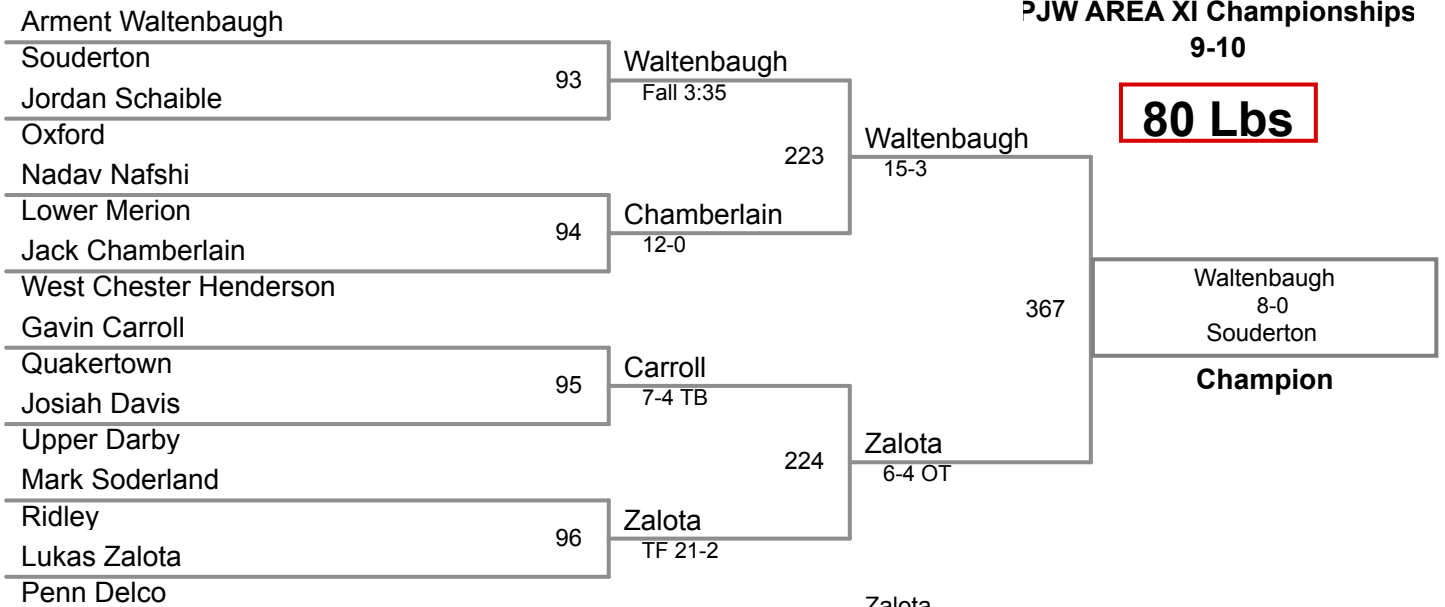 PJW AREA XI Championships
9-10
80 Lbs
Arment Waltenbaugh
Souderton
Jordan Schaible
Oxford
Nadav Nafshi
Lower Merion
Jack Chamberlain
West Chester Henderson
Gavin Carroll
Quakertown
Josiah Davis
Upper Darby
Mark Soderland
Ridley
Lukas Zalota
Penn Delco
93
94
95
96
Waltenbaugh
Fall 3:35
Chamberlain
12-0
Carroll
7-4 TB
Zalota
TF 21-2
223
224
Waltenbaugh
15-3
Zalota
6-4 OT
367
Waltenbaugh
8-0
Souderton
Champion
Zalota